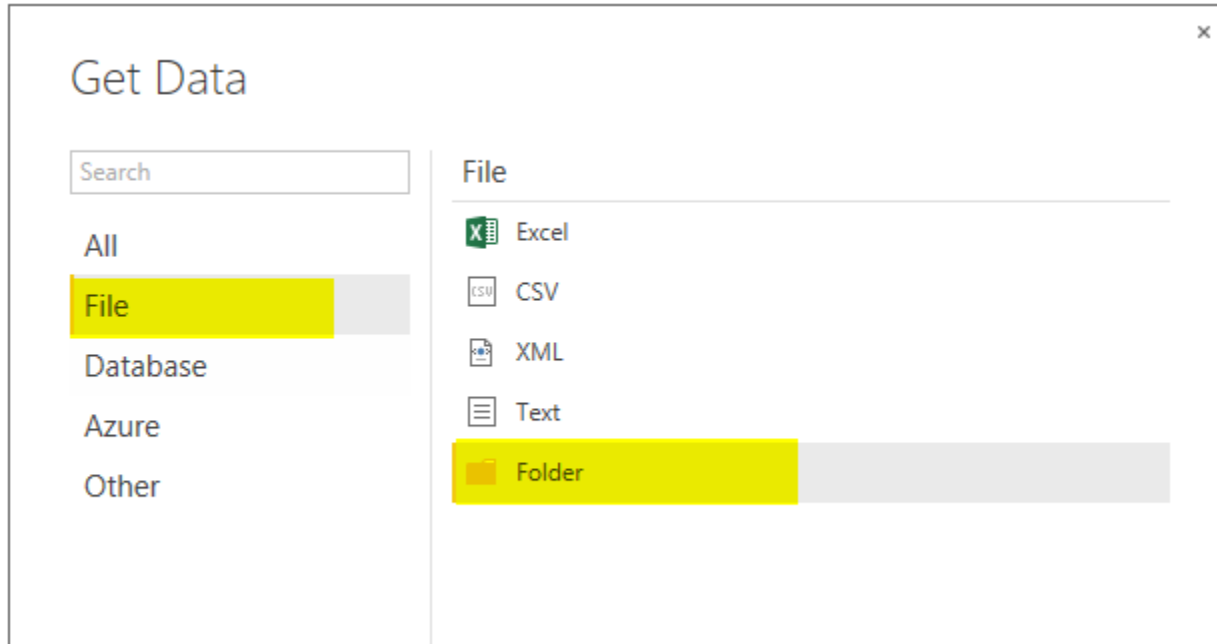 Get Data
Search
All
File
Database
Azure
Other
File
Excel
CSV
XML
Text
Folder